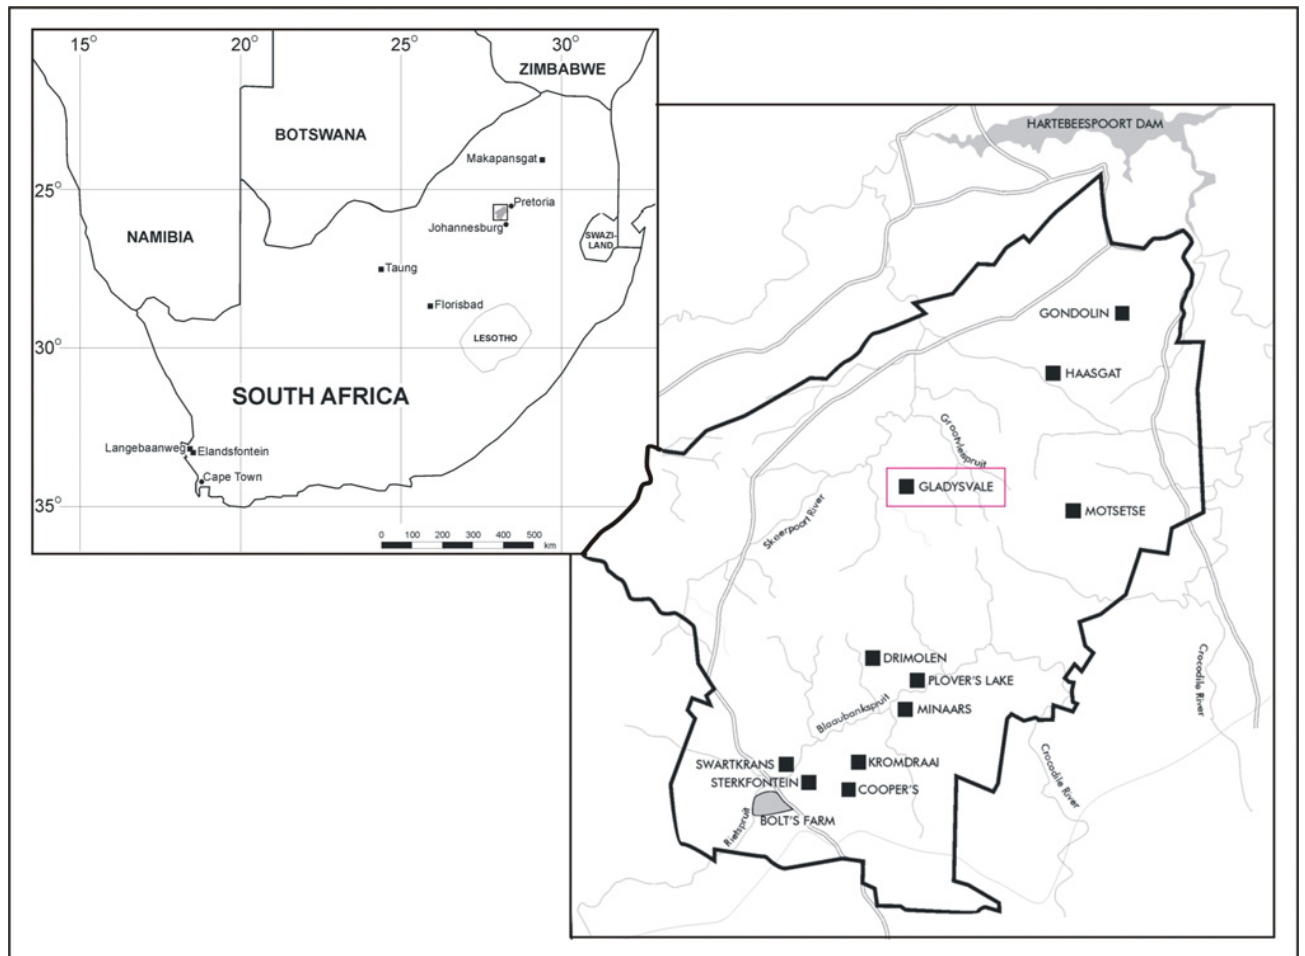 15°
20°
25°
30°
ZIMBABWE
BOTSWANA
Makapansgat
25°
Pretoria
Johannesburg
NAMIBIA
SWAZI-
LAND
Taung
Florisbad
LESOTHO
30°
SOUTH AFRICA
Langebaanweg
Elandsfontein
Cape Town
35°
0 100 200 300 400 500
km
HARTEBEESPOORT DAM
GONDOLIN
HAASGAT
Grootvleispruit
GLADYSVALE
MOTSETSE
Skeerpoort River
DRIMOLEN
PLOVER'S LAKE
Blaaubankspruit
MINAARS
Crocodile River
SWARTKRANS
KROMDRAAI
STERKFONTEIN
COOPER'S
Crocodile River
BOLT'S FARM
Rietspruit